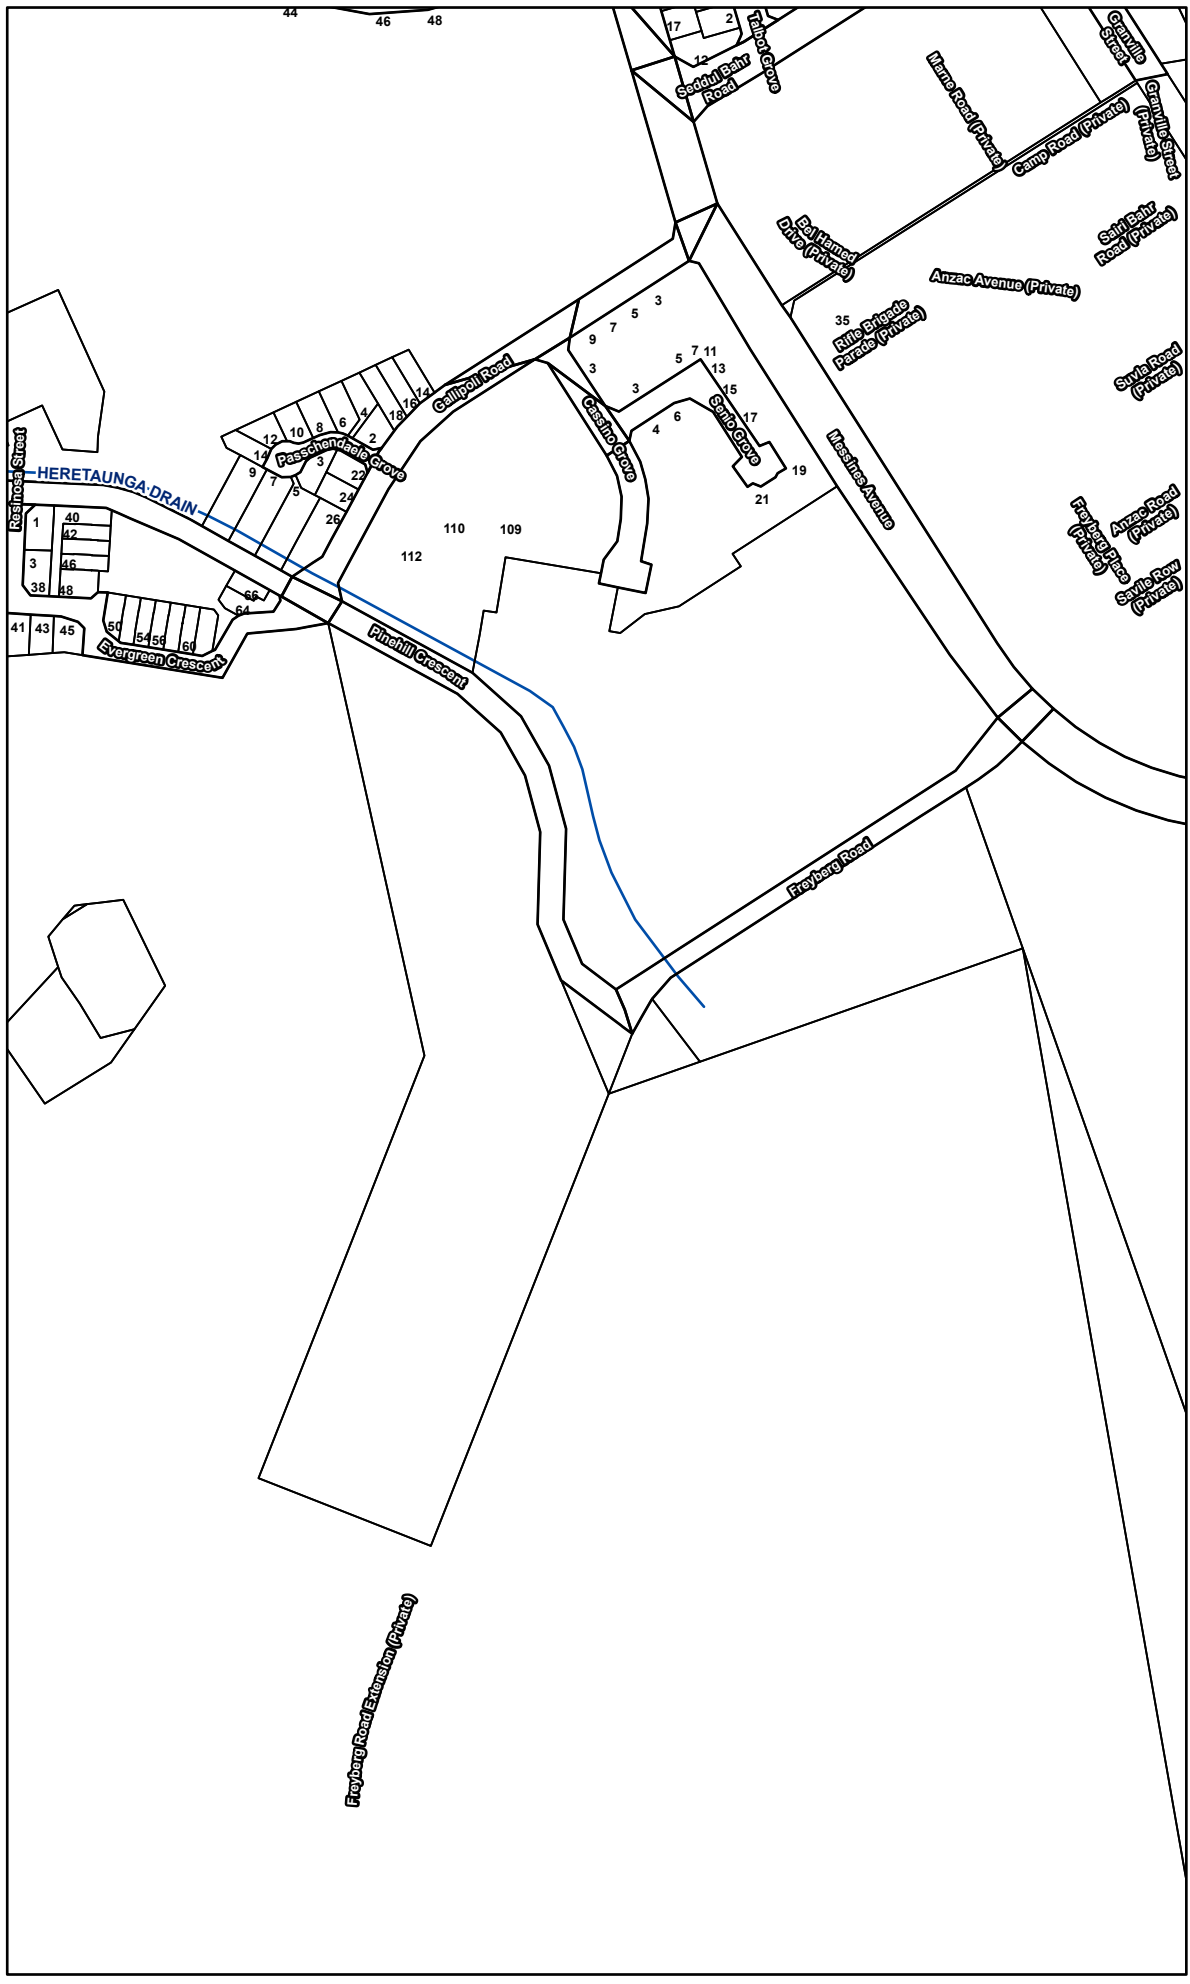 44
46
48
17
2
12
Talbot Grove
Seddul Bahr
Road
Granville
Street
Marne Road (Private)
Camp Road (Private)
Granville Street
(Private)
Sairi Bahr
Road (Private)
Bel Hamed
Drive (Private)
Anzac Avenue (Private)
35
Rifle Brigade
Parade (Private)
Suvla Road
(Private)
3
5
7
9
3
3
5
7
11
13
15
17
19
21
4
6
Senio Grove
Cassino Grove
Messines Avenue
Gallipoli Road
14
16
18
4
6
8
10
12
14
2
Passchendaele Grove
9
7
5
3
22
24
26
Resinosa Street
HERETAUNGA DRAIN
1
3
38
40
42
46
48
110
109
112
Freyberg Place
(Private)
Anzac Road
(Private)
Savile Row
(Private)
66
64
41
43
45
50
54
56
60
Evergreen Crescent
Pinehill Crescent
Freyberg Road
Freyberg Road Extension (Private)